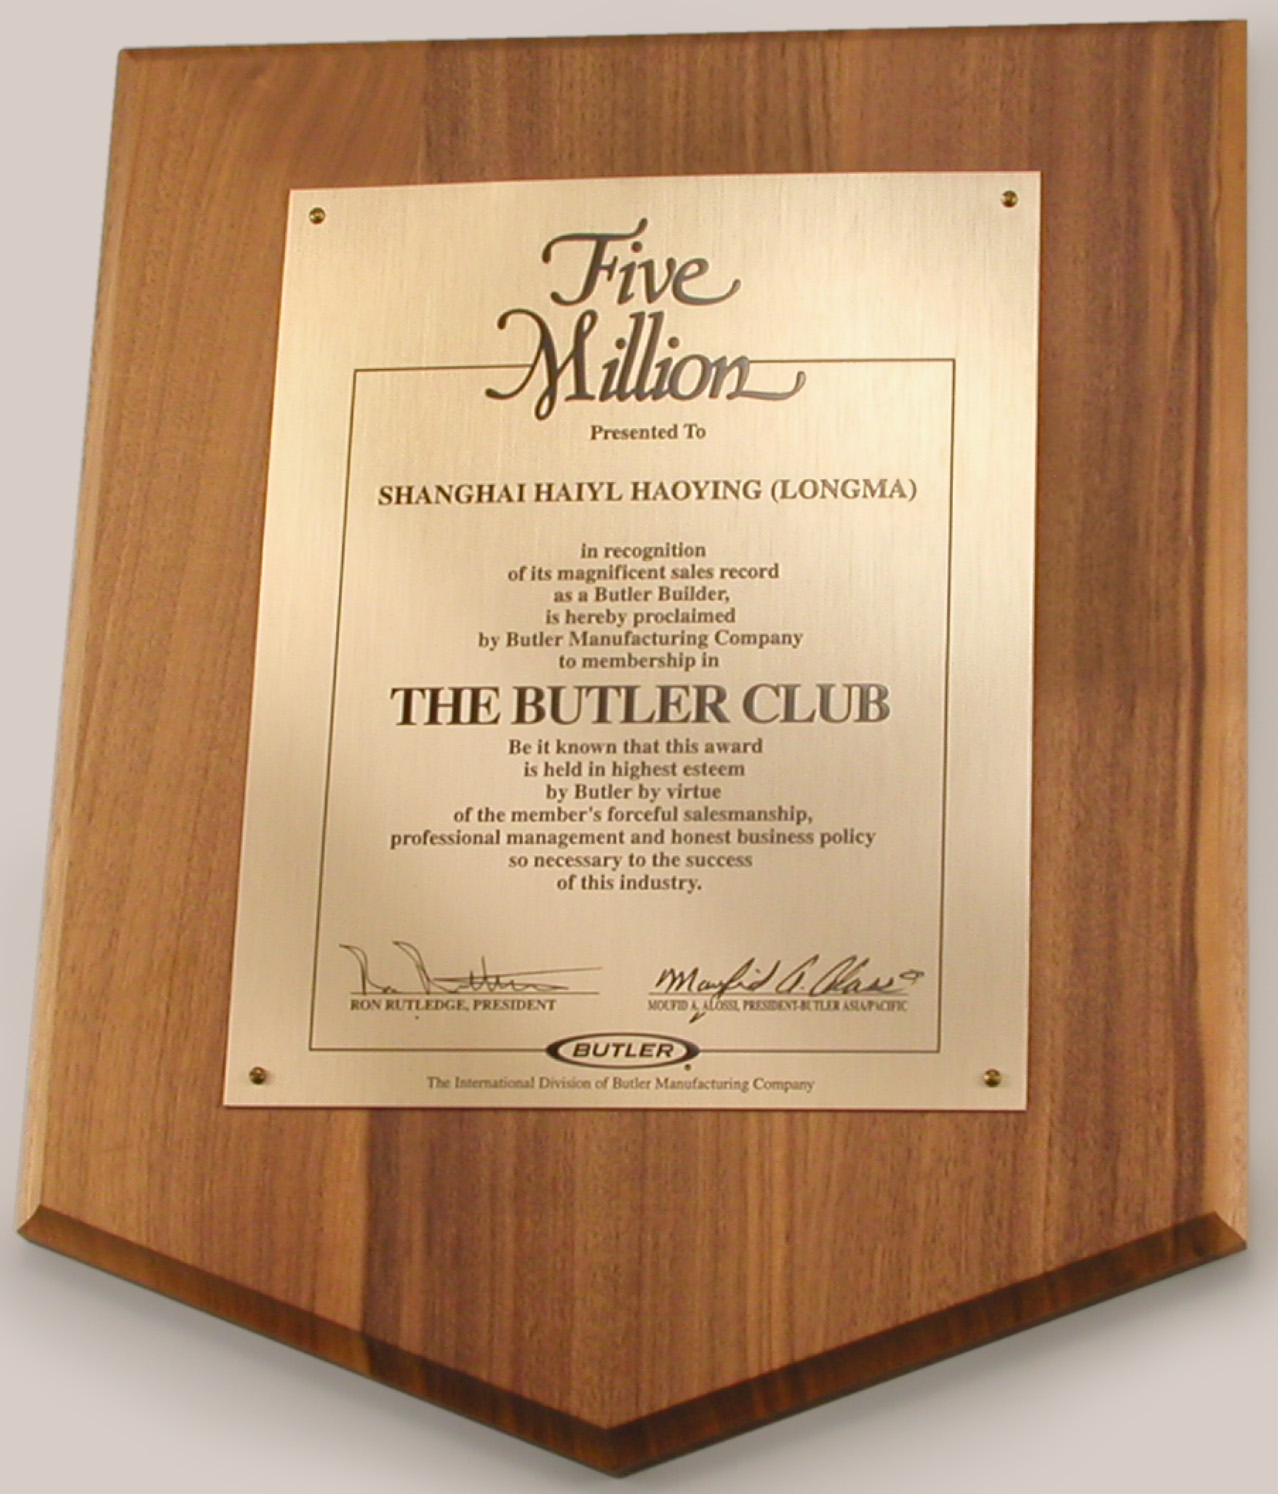 Five
Million
Presented To
SHANGHAI HAIYL HAOYING (LONGMA)
in recognition
of its magnificent sales record
as a Butler Builder,
is hereby proclaimed
by Butler Manufacturing Company
to membership in
THE BUTLER CLUB
Be it known that this award
is held in highest esteem
by Butler by virtue
of the member's forceful salesmanship,
professional management and honest business policy
so necessary to the success
of this industry.
Ron Rutledge Moufid A. Alossi
RON RUTLEDGE, PRESIDENT MOUFID A. ALOSSI, PRESIDENT-BUTLER ASIA/PACIFIC
BUTLER
The International Division of Butler Manufacturing Company